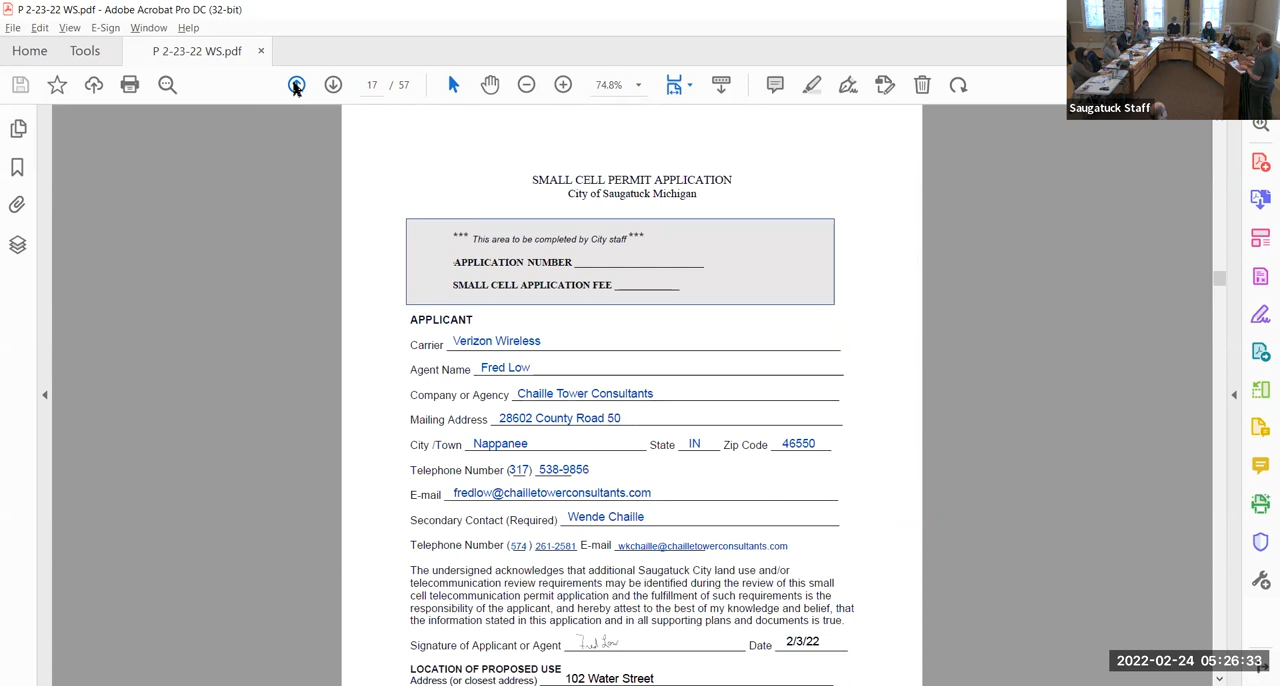 P 2-23-22 WS.pdf - Adobe Acrobat Pro DC (32-bit)
File Edit View E-Sign Window Help
Home Tools P 2-23-22 WS.pdf ×
17 / 57 74.8%
Saugatuck Staff
SMALL CELL PERMIT APPLICATION
City of Saugatuck Michigan
*** This area to be completed by City staff ***
APPLICATION NUMBER
SMALL CELL APPLICATION FEE
APPLICANT
Carrier Verizon Wireless
Agent Name Fred Low
Company or Agency Chaille Tower Consultants
Mailing Address 28602 County Road 50
City /Town Nappanee State IN Zip Code 46550
Telephone Number (317) 538-9856
E-mail fredlow@chailletowerconsultants.com
Secondary Contact (Required) Wende Chaille
Telephone Number (574 ) 261-2581 E-mail wkchaille@chailletowerconsultants.com
The undersigned acknowledges that additional Saugatuck City land use and/or
telecommunication review requirements may be identified during the review of this small
cell telecommunication permit application and the fulfillment of such requirements is the
responsibility of the applicant, and hereby attest to the best of my knowledge and belief, that
the information stated in this application and in all supporting plans and documents is true.
Signature of Applicant or Agent Fred Low Date 2/3/22
LOCATION OF PROPOSED USE
Address (or closest address) 102 Water Street
2022-02-24 05:26:33